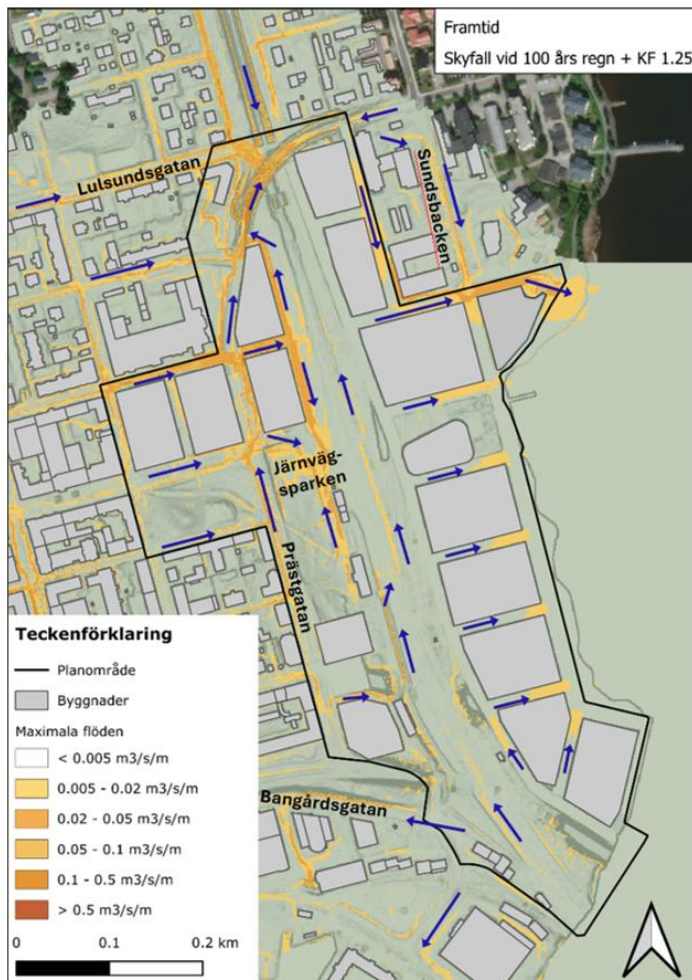 Framtid
Skyfall vid 100 års regn + KF 1.25
Lulsundsgatan
Sundsbacken
Järnväg-
sparken
Prästgatan
Bangårdsgatan
Teckenförklaring
Planområde
Byggnader
Maximala flöden
< 0.005 m3/s/m
0.005 - 0.02 m3/s/m
0.02 - 0.05 m3/s/m
0.05 - 0.1 m3/s/m
0.1 - 0.5 m3/s/m
> 0.5 m3/s/m
0 0.1 0.2 km